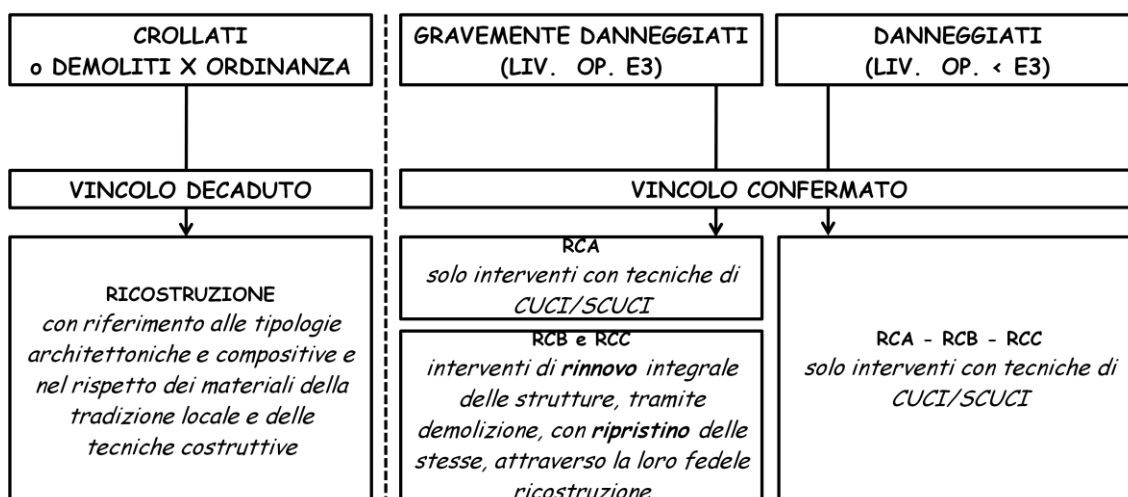 CROLLATI
o DEMOLITI X ORDINANZA
GRAVEMENTE DANNEGGIATI
(LIV. OP. E3)
DANNEGGIATI
(LIV. OP. < E3)
VINCOLO DECADUTO
VINCOLO CONFERMATO
RICOSTRUZIONE
con riferimento alle tipologie
architettoniche e compositive e
nel rispetto dei materiali della
tradizione locale e delle
tecniche costruttive
RCA
solo interventi con tecniche di
CUCI/SCUCI
RCB e RCC
interventi di rinnovo integrale
delle strutture, tramite
demolizione, con ripristino delle
stesse, attraverso la loro fedele
ricostruzione
RCA - RCB - RCC
solo interventi con tecniche di
CUCI/SCUCI